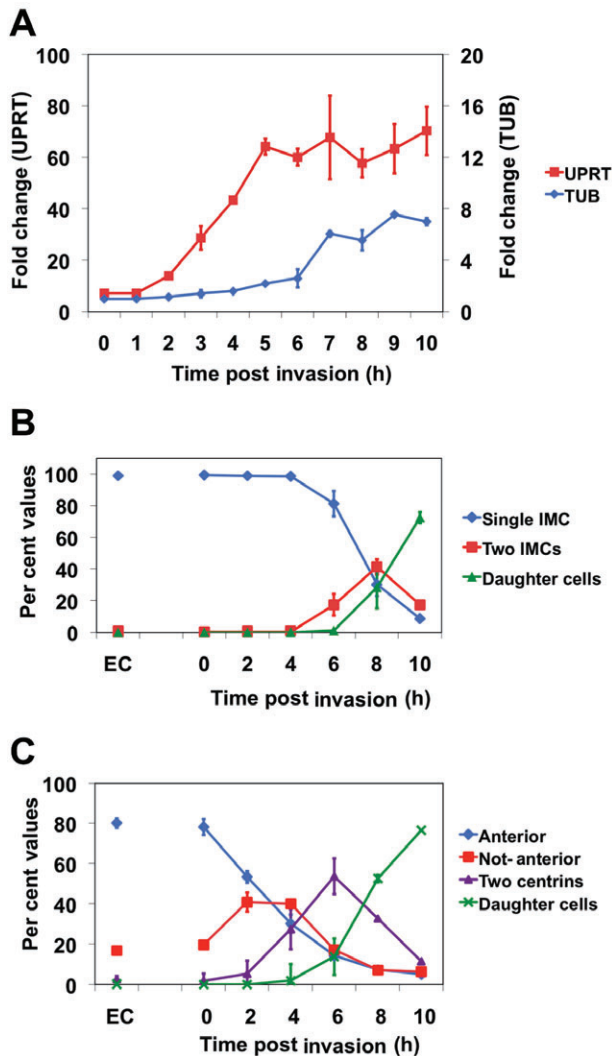 A
Fold change (UPRT)
100
80
60
40
20
0
20
16
12
8
4
0
Fold change (TUB)
UPRT
TUB
0 1 2 3 4 5 6 7 8 9 10
Time post invasion (h)
B
Per cent values
100
80
60
40
20
0
Single IMC
Two IMCs
Daughter cells
EC 0 2 4 6 8 10
Time post invasion (h)
C
Per cent values
100
80
60
40
20
0
Anterior
Not- anterior
Two centrins
Daughter cells
EC 0 2 4 6 8 10
Time post invasion (h)